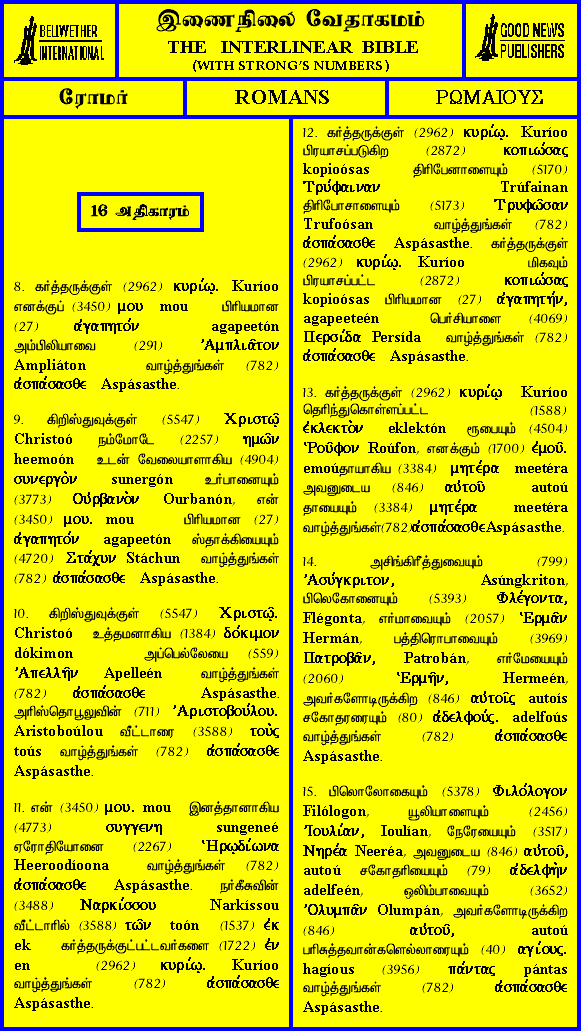 BELLWETHER
INTERNATIONAL
இணைநிலை வேதாகமம்
THE INTERLINEAR BIBLE
(WITH STRONG'S NUMBERS)
GOOD NEWS
PUBLISHERS
ரோமர்
ROMANS
ΡΩΜΑΙΟΥΣ
16 அதிகாரம்
8. கர்த்தருக்குள் (2962) κυρίῳ. Kuríoo
எனக்குப் (3450) μου mou பிரியமான
(27) ἀγαπητόν agapeetón
அம்பிலியாவை (291) Ἀμπλιᾶτον
Ampliáton வாழ்த்துங்கள் (782)
ἀσπάσασθε Aspásasthe.
9. கிறிஸ்துவுக்குள் (5547) Χριστῷ
Christoó நம்மோடே (2257) ημῶν
heemoón உடன் வேலையாளாகிய (4904)
συνεργὸν sunergón உர்பானையும்
(3773) Οὐρβανὸν Ourbanón, என்
(3450) μου. mou பிரியமான (27)
ἀγαπητόν agapeetón ஸ்தாக்கியையும்
(4720) Στάχυν Stáchun வாழ்த்துங்கள்
(782) ἀσπάσασθε Aspásasthe.
10. கிறிஸ்துவுக்குள் (5547) Χριστῷ.
Christoó உத்தமனாகிய (1384) δόκιμον
dókimon அப்பெல்லேயை (559)
Ἀπελλῆν Apelleén வாழ்த்துங்கள்
(782) ἀσπάσασθε Aspásasthe.
அரிஸ்தொபூலுவின் (711) Ἀριστοβούλου.
Aristoboúlou வீட்டாரை (3588) τοὺς
toús வாழ்த்துங்கள் (782) ἀσπάσασθε
Aspásasthe.
11. என் (3450) μου. mou இனத்தானாகிய
(4773) συγγενη sungeneé
ஏரோதியோனை (2267) Ἡρῳδίωνα
Heeroodíoona வாழ்த்துங்கள் (782)
ἀσπάσασθε Aspásasthe. நர்கீசுவின்
(3488) Ναρκίσσου Narkíssou
வீட்டாரில் (3588) τῶν toón (1537) ἐκ
ek கர்த்தருக்குட்பட்டவர்களை (1722) ἐν
en (2962) κυρίῳ. Kuríoo
வாழ்த்துங்கள் (782) ἀσπάσασθε
Aspásasthe.
12. கர்த்தருக்குள் (2962) κυρίῳ. Kuríoo
பிரயாசப்படுகிற (2872) κοπιώσας
kopioósas திரிபேனாளையும் (5170)
Τρύφαιναν Trúfainan
திரிபோசாளையும் (5173) Τρυφῶσαν
Trufoósan வாழ்த்துங்கள் (782)
ἀσπάσασθε Aspásasthe. கர்த்தருக்குள்
(2962) κυρίῳ. Kuríoo மிகவும்
பிரயாசப்பட்ட (2872) κοπιώσας
kopioósas பிரியமான (27) ἀγαπητήν,
agapeeteén பெர்சியாளை (4069)
Περσίδα Persída வாழ்த்துங்கள் (782)
ἀσπάσασθε Aspásasthe.
13. கர்த்தருக்குள் (2962) κυρίῳ Kuríoo
தெரிந்துகொள்ளப்பட்ட (1588)
ἐκλεκτὸν eklektón ரூபையும் (4504)
Ῥοῦφον Roúfon, எனக்கும் (1700) ἐμοῦ.
emoúதாயாகிய (3384) μητέρα meetéra
அவனுடைய (846) αὐτοῦ autoú
தாயையும் (3384) μητέρα meetéra
வாழ்த்துங்கள்(782)ἀσπάσασθεAspásasthe.
14. அசிங்கிரீத்துவையும் (799)
Ἀσύγκριτον, Asúngkriton,
பிலெகோனையும் (5393) Φλέγοντα,
Flégonta, எர்மாவையும் (2057) Ἑρμᾶν
Hermán, பத்திரொபாவையும் (3969)
Πατροβᾶν, Patrobán, எர்மேயையும்
(2060) Ἑρμῆν, Hermeén,
அவர்களோடிருக்கிற (846) αὐτοῖς autoís
சகோதரரையும் (80) ἀδελφούς. adelfoús
வாழ்த்துங்கள் (782) ἀσπάσασθε
Aspásasthe.
15. பிலொலோகையும் (5378) Φιλόλογον
Filólogon, யூலியாளையும் (2456)
Ἰουλίαν, Ioulían, நேரேயையும் (3517)
Νηρέα Neeréa, அவனுடைய (846) αὐτοῦ,
autoú சகோதரியையும் (79) ἀδελφὴν
adelfeén, ஒலிம்பாவையும் (3652)
Ὀλυμπᾶν Olumpán, அவர்களோடிருக்கிற
(846) αὐτοῦ, autoú
பரிசுத்தவான்களெல்லாரையும் (40) αγίους.
hagíous (3956) πάντας pántas
வாழ்த்துங்கள் (782) ἀσπάσασθε
Aspásasthe.